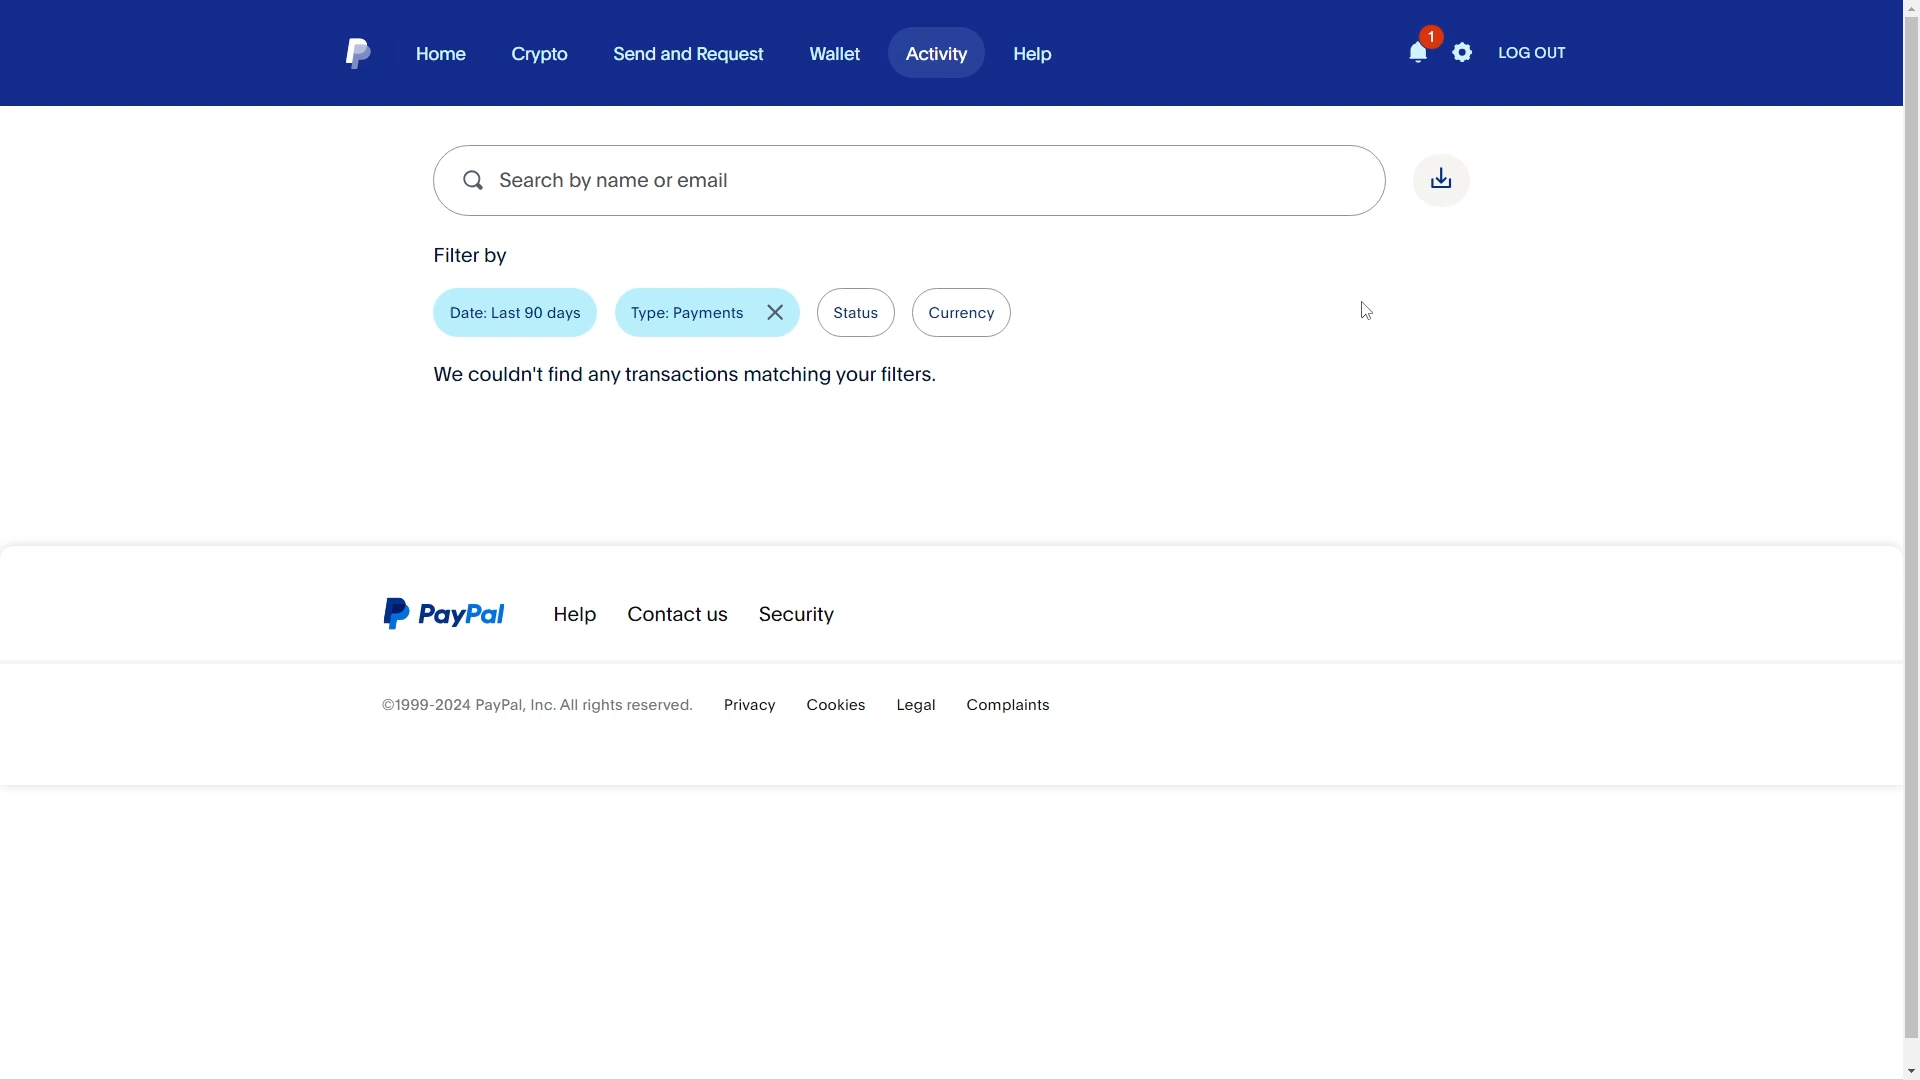 Home Crypto Send and Request Wallet Activity Help 1 LOG OUT
Search by name or email
Filter by
Date: Last 90 days Type: Payments Status Currency
We couldn't find any transactions matching your filters.
PayPal Help Contact us Security
©1999-2024 PayPal, Inc. All rights reserved. Privacy Cookies Legal Complaints